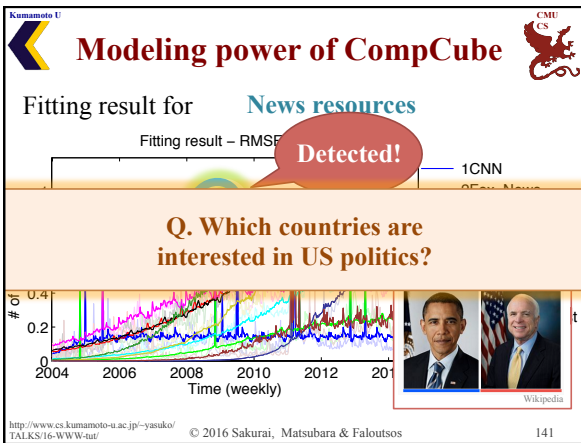 Kumamoto U
CMU
CS
Modeling power of CompCube
Fitting result for News resources
Fitting result – RMSE
Detected!
1CNN
Q. Which countries are
interested in US politics?
# of
0.4
0.2
0
2004 2006 2008 2010 2012
Time (weekly)
Wikipedia
http://www.cs.kumamoto-u.ac.jp/~yasuko/
TALKS/16-WWW-tut/
© 2016 Sakurai, Matsubara & Faloutsos
141